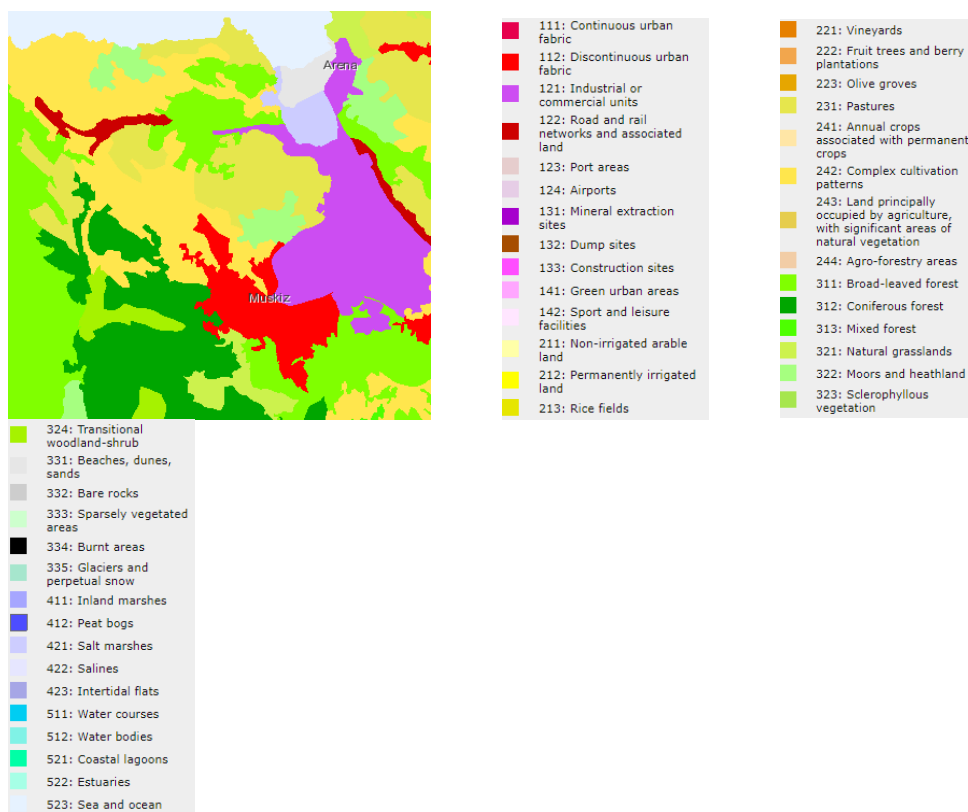 Arena
Muskiz
111: Continuous urban
fabric
112: Discontinuous urban
fabric
121: Industrial or
commercial units
122: Road and rail
networks and associated
land
123: Port areas
124: Airports
131: Mineral extraction
sites
132: Dump sites
133: Construction sites
141: Green urban areas
142: Sport and leisure
facilities
211: Non-irrigated arable
land
212: Permanently irrigated
land
213: Rice fields
221: Vineyards
222: Fruit trees and berry
plantations
223: Olive groves
231: Pastures
241: Annual crops
associated with permanent
crops
242: Complex cultivation
patterns
243: Land principally
occupied by agriculture,
with significant areas of
natural vegetation
244: Agro-forestry areas
311: Broad-leaved forest
312: Coniferous forest
313: Mixed forest
321: Natural grasslands
322: Moors and heathland
323: Sclerophyllous
vegetation
324: Transitional
woodland-shrub
331: Beaches, dunes,
sands
332: Bare rocks
333: Sparsely vegetated
areas
334: Burnt areas
335: Glaciers and
perpetual snow
411: Inland marshes
412: Peat bogs
421: Salt marshes
422: Salines
423: Intertidal flats
511: Water courses
512: Water bodies
521: Coastal lagoons
522: Estuaries
523: Sea and ocean